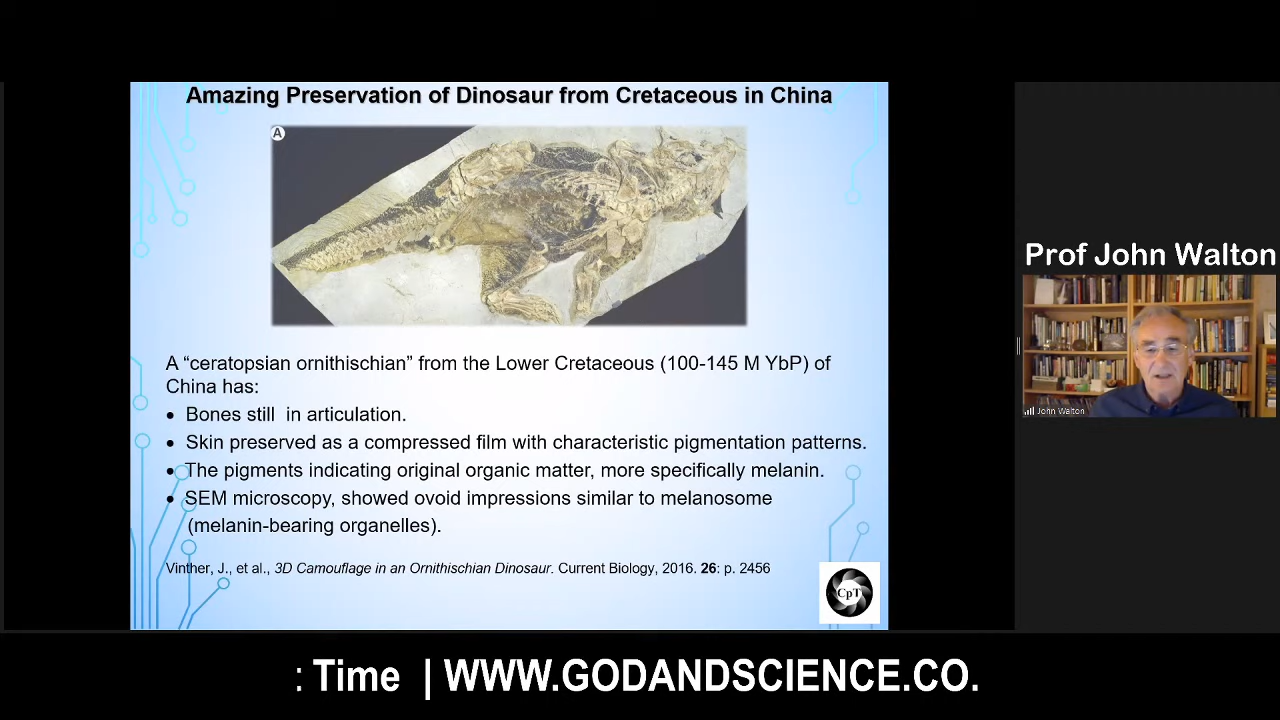 Amazing Preservation of Dinosaur from Cretaceous in China
A
A “ceratopsian ornithischian” from the Lower Cretaceous (100-145 M YbP) of
China has:
• Bones still in articulation.
• Skin preserved as a compressed film with characteristic pigmentation patterns.
• The pigments indicating original organic matter, more specifically melanin.
• SEM microscopy, showed ovoid impressions similar to melanosome
(melanin-bearing organelles).
Vinther, J., et al., 3D Camouflage in an Ornithischian Dinosaur. Current Biology, 2016. 26: p. 2456
CpT
Prof John Walton
John Walton
: Time | WWW.GODANDSCIENCE.CO.